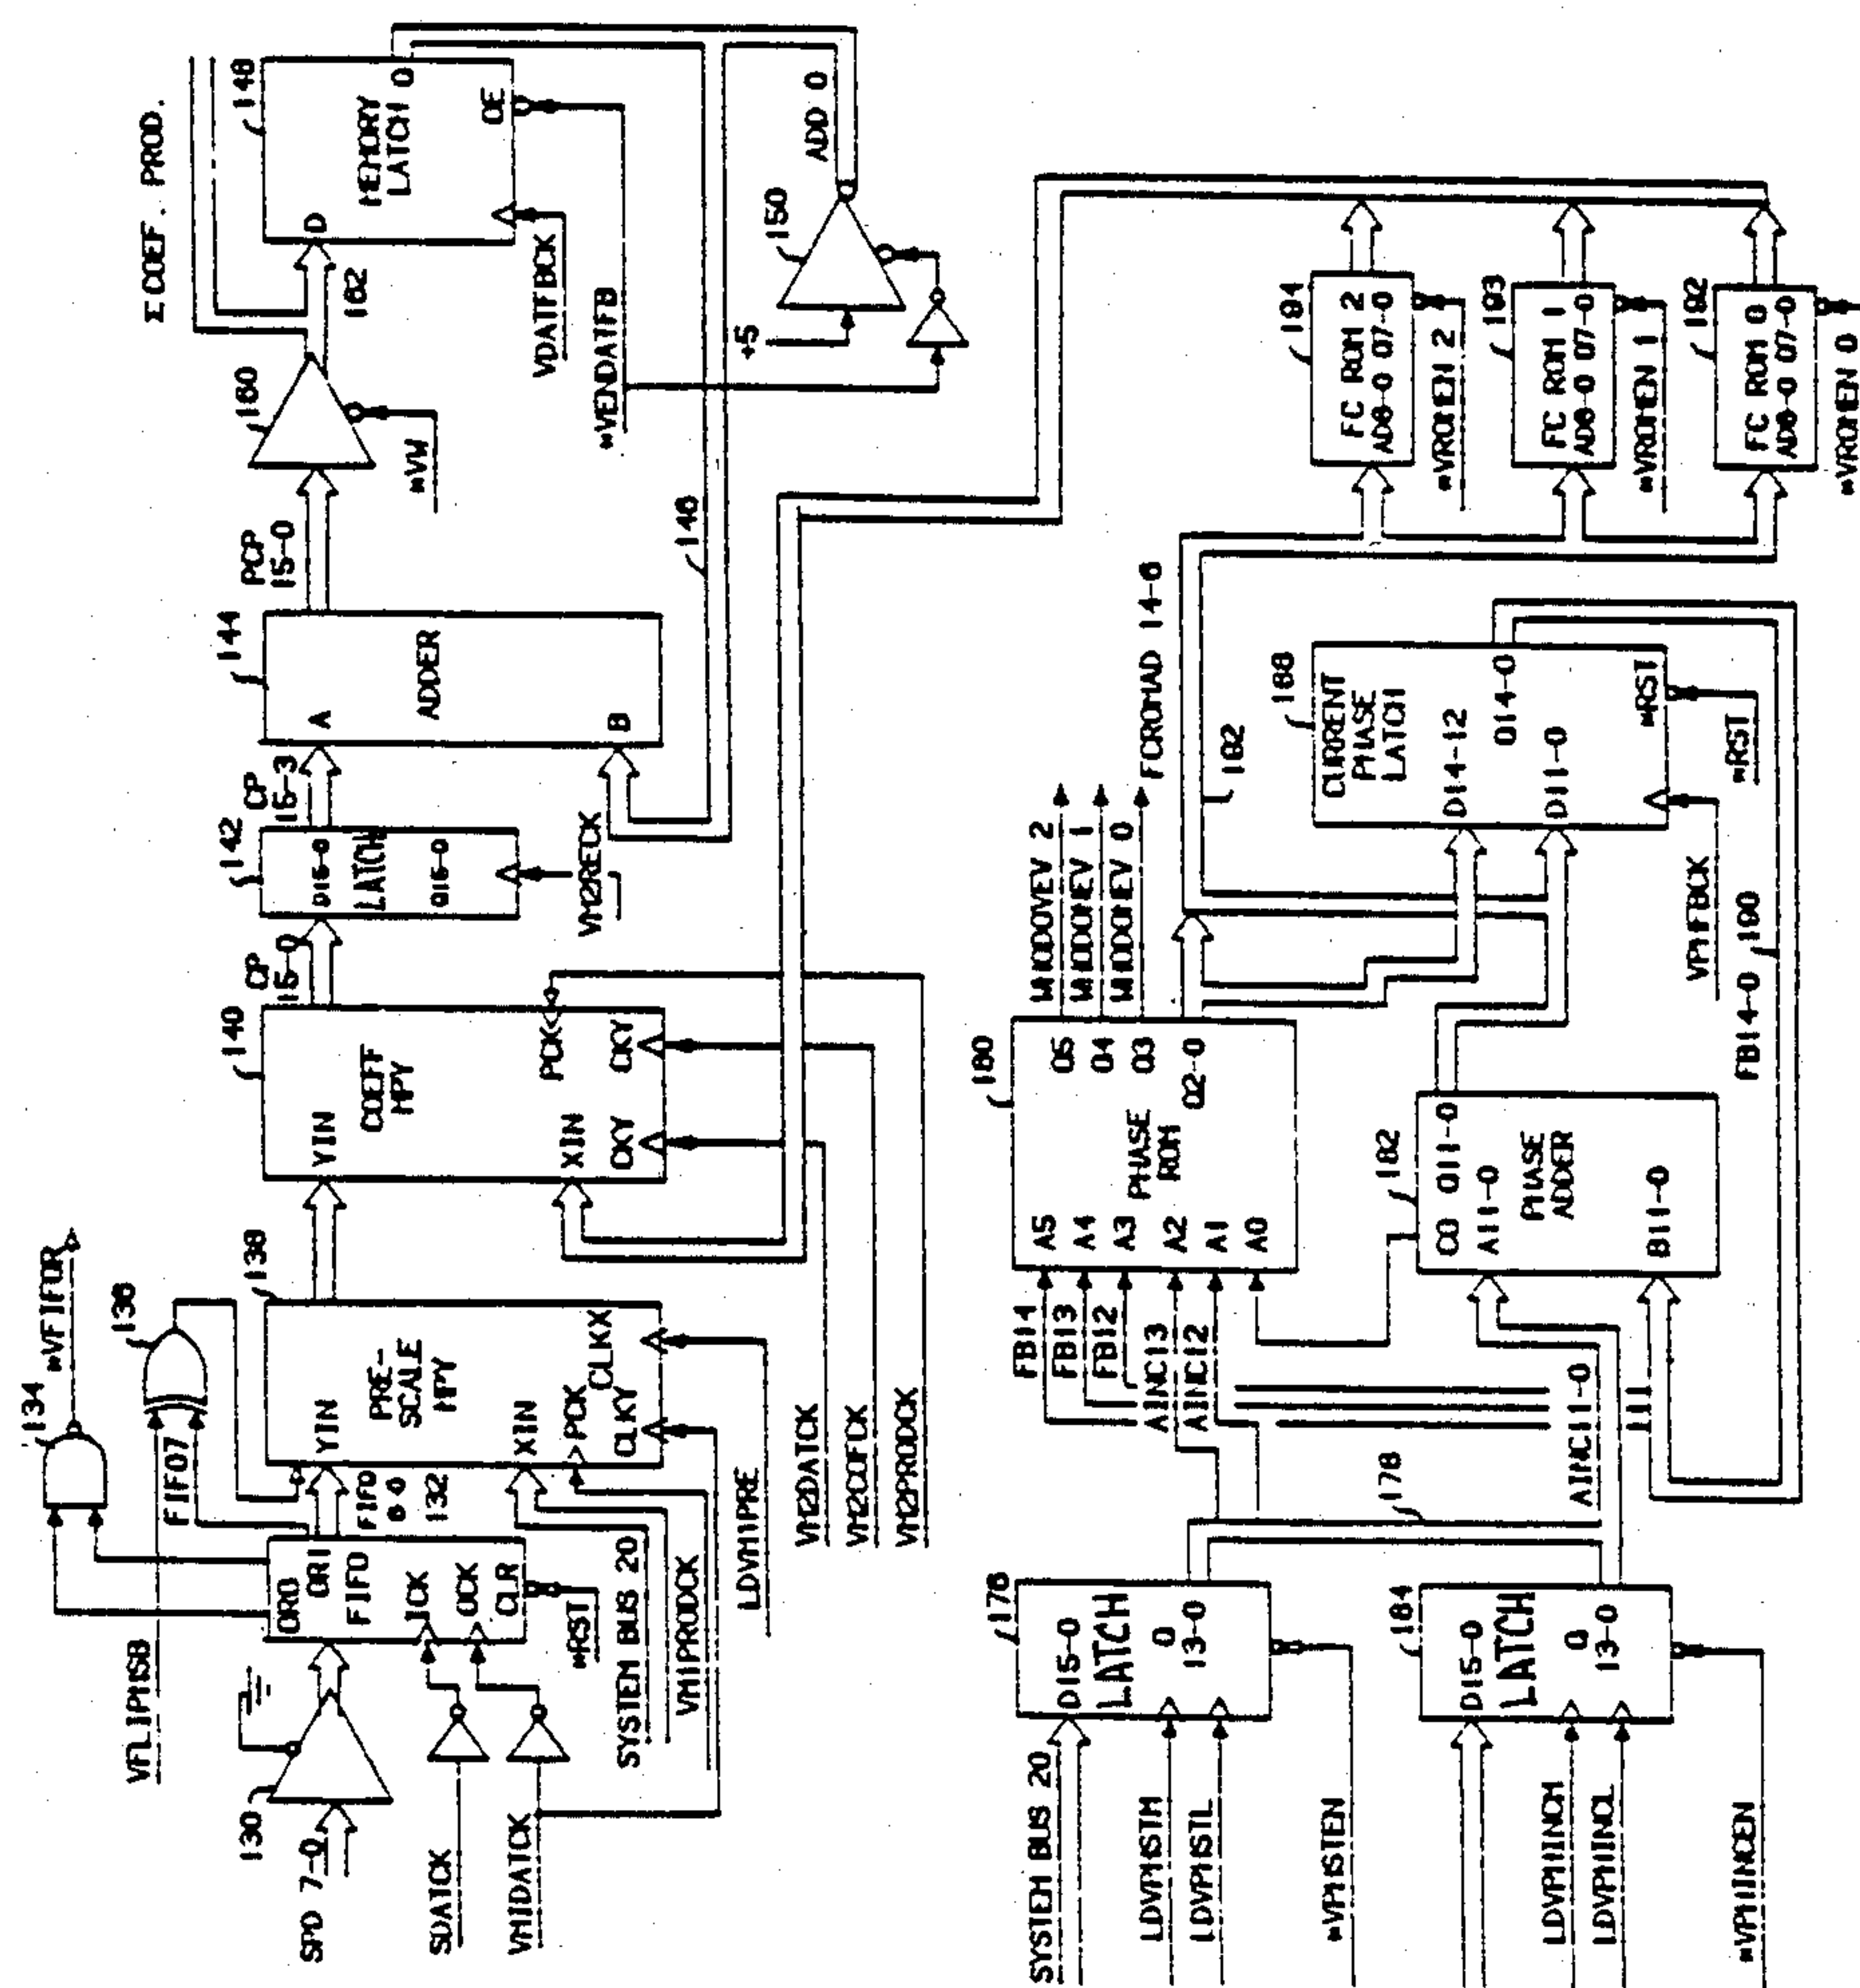 SPD 7-0
130
SDATCK
VMIDATCK
VFLIPMSB
FIFO7
134
*VFIFOR
136
ORO
ORI
FIFO
ICK
OCK
CLR
*RST
FIFO
8-0
132
SYSTEM BUS 20
VM1PRODCK
LDVM1PRE
138
YIN
PRE-
SCALE
MPY
XIN
PCK
CLKY
CLKX
VM2DATCK
VM2COFCK
VM2PRODCK
140
YIN
COEFF
MPY
XIN
CKY
PCK
CKY
CP
15-0
142
D15-0
LATCH
Q15-0
VM2RECK
CP
15-3
144
A
ADDER
B
146
PCP
15-0
160
*VW
Σ COEF. PROD.
162
148
D
MEMORY
LATCH
O
OE
VDATFBCK
*VENDATFB
+5
150
ADD 0
SYSTEM BUS 20
LDVPHSTM
LDVPHSTL
*VPHSTEN
176
D15-0
LATCH
Q
13-0
LDVPHINCM
LDVPHINCL
*VPHINCEN
184
D15-0
LATCH
Q
13-0
178
AINC11-0
FB14
FB13
FB12
AINC13
AINC12
180
A5
A4
A3
A2
A1
A0
PHASE
ROM
O5
O4
O3
O2-0
182
CO O11-0
A11-0
PHASE
ADDER
B11-0
FB14-0
190
FCROMAD 14-6
192
188
CURRENT
PHASE
LATCH
D14-12
O14-0
D11-0
*RST
VPHFBCK
*RST
194
FC ROM 2
AD8-0 O7-0
*VROMEN 2
193
FC ROM 1
AD8-0 O7-0
*VROMEN 1
192
FC ROM 0
AD8-0 O7-0
*VROMEN 0